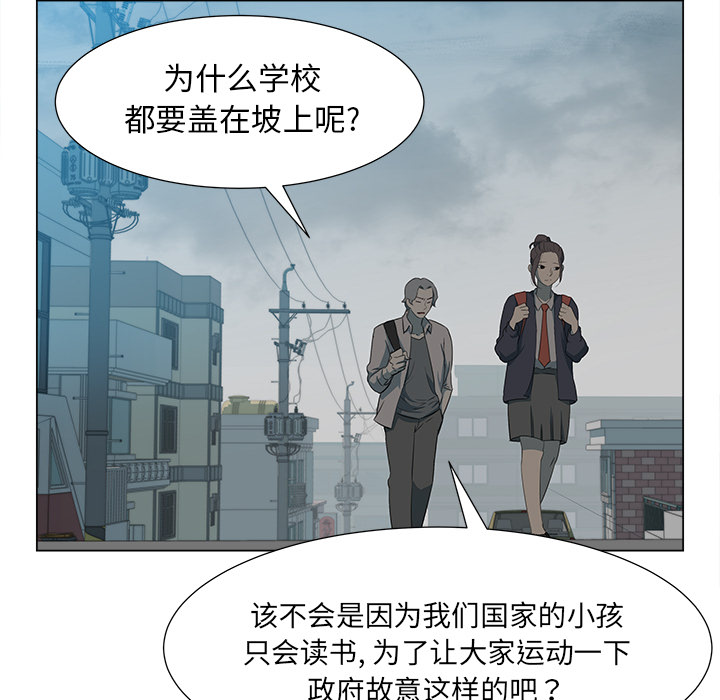 为什么学校
都要盖在坡上呢?
该不会是因为我们国家的小孩
只会读书, 为了让大家运动一下
政府故意这样的吧？